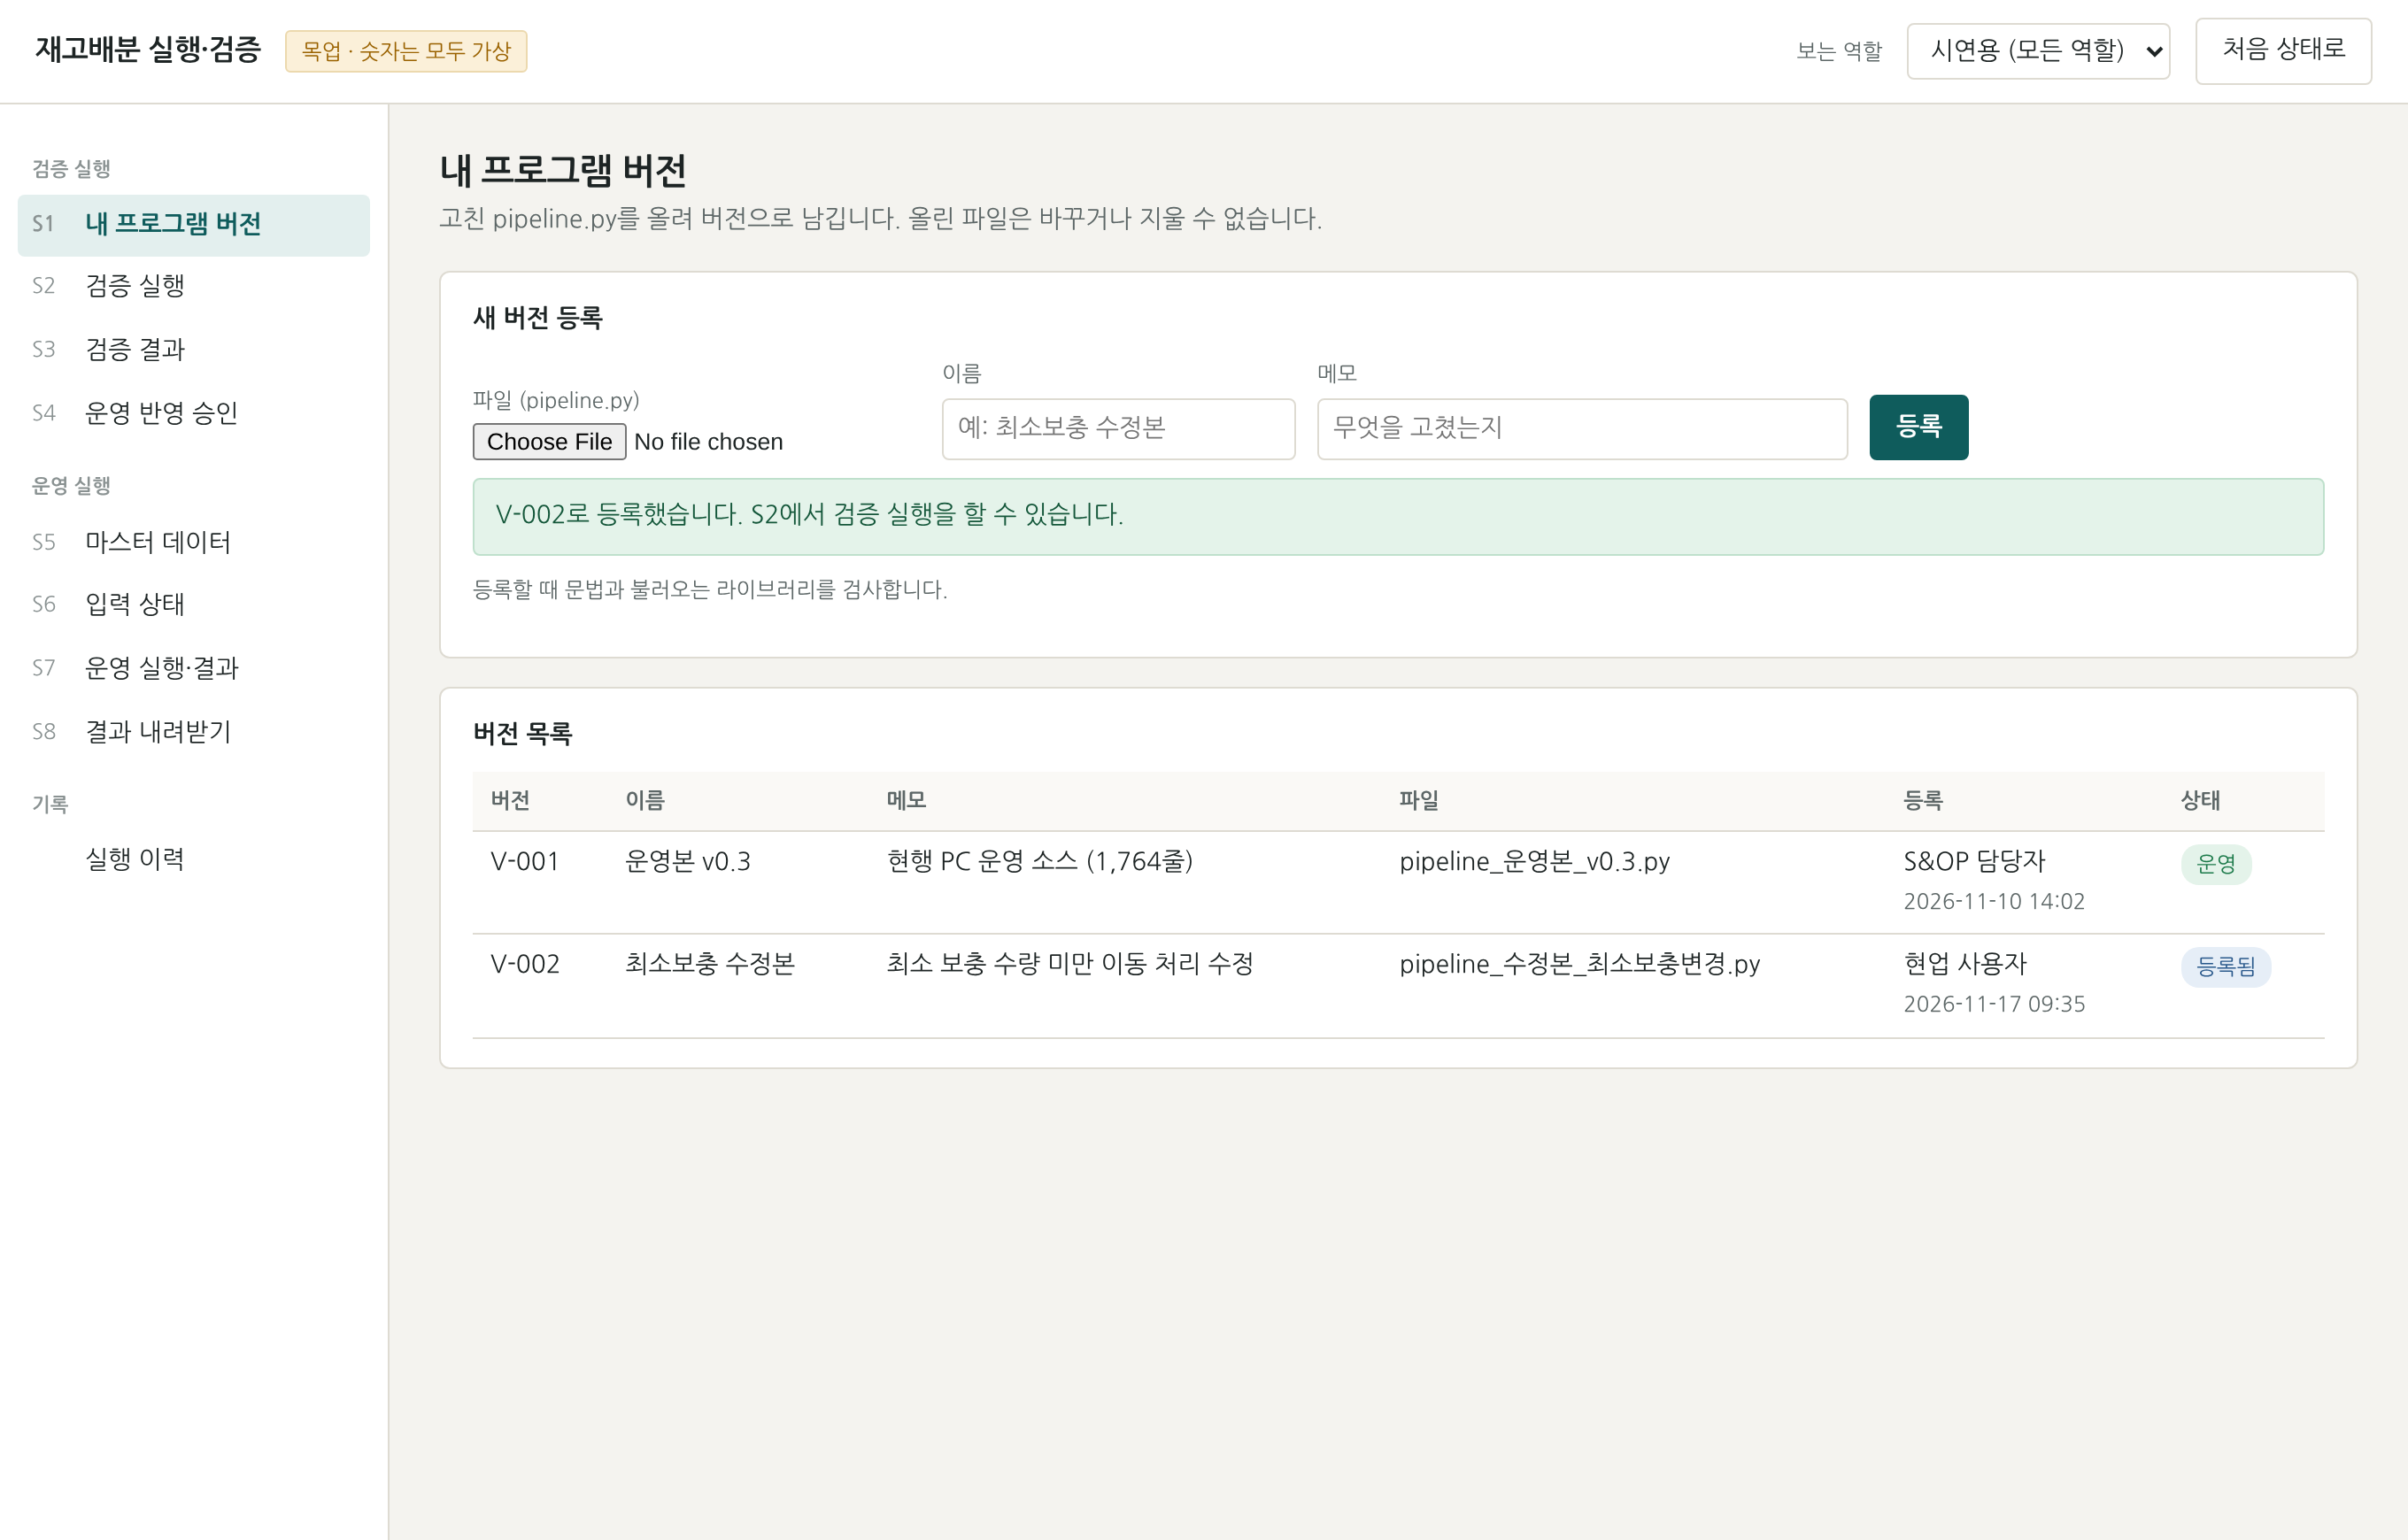 재고배분 실행·검증
목업 · 숫자는 모두 가상
보는 역할
시연용 (모든 역할)
처음 상태로
검증 실행
S1 내 프로그램 버전
S2 검증 실행
S3 검증 결과
S4 운영 반영 승인
운영 실행
S5 마스터 데이터
S6 입력 상태
S7 운영 실행·결과
S8 결과 내려받기
기록
실행 이력
내 프로그램 버전
고친 pipeline.py를 올려 버전으로 남깁니다. 올린 파일은 바꾸거나 지울 수 없습니다.
새 버전 등록
파일 (pipeline.py)
Choose File No file chosen
이름
예: 최소보충 수정본
메모
무엇을 고쳤는지
등록
V-002로 등록했습니다. S2에서 검증 실행을 할 수 있습니다.
등록할 때 문법과 불러오는 라이브러리를 검사합니다.
버전 목록
버전 이름 메모 파일 등록 상태
V-001 운영본 v0.3 현행 PC 운영 소스 (1,764줄) pipeline_운영본_v0.3.py S&OP 담당자 운영
2026-11-10 14:02
V-002 최소보충 수정본 최소 보충 수량 미만 이동 처리 수정 pipeline_수정본_최소보충변경.py 현업 사용자 등록됨
2026-11-17 09:35